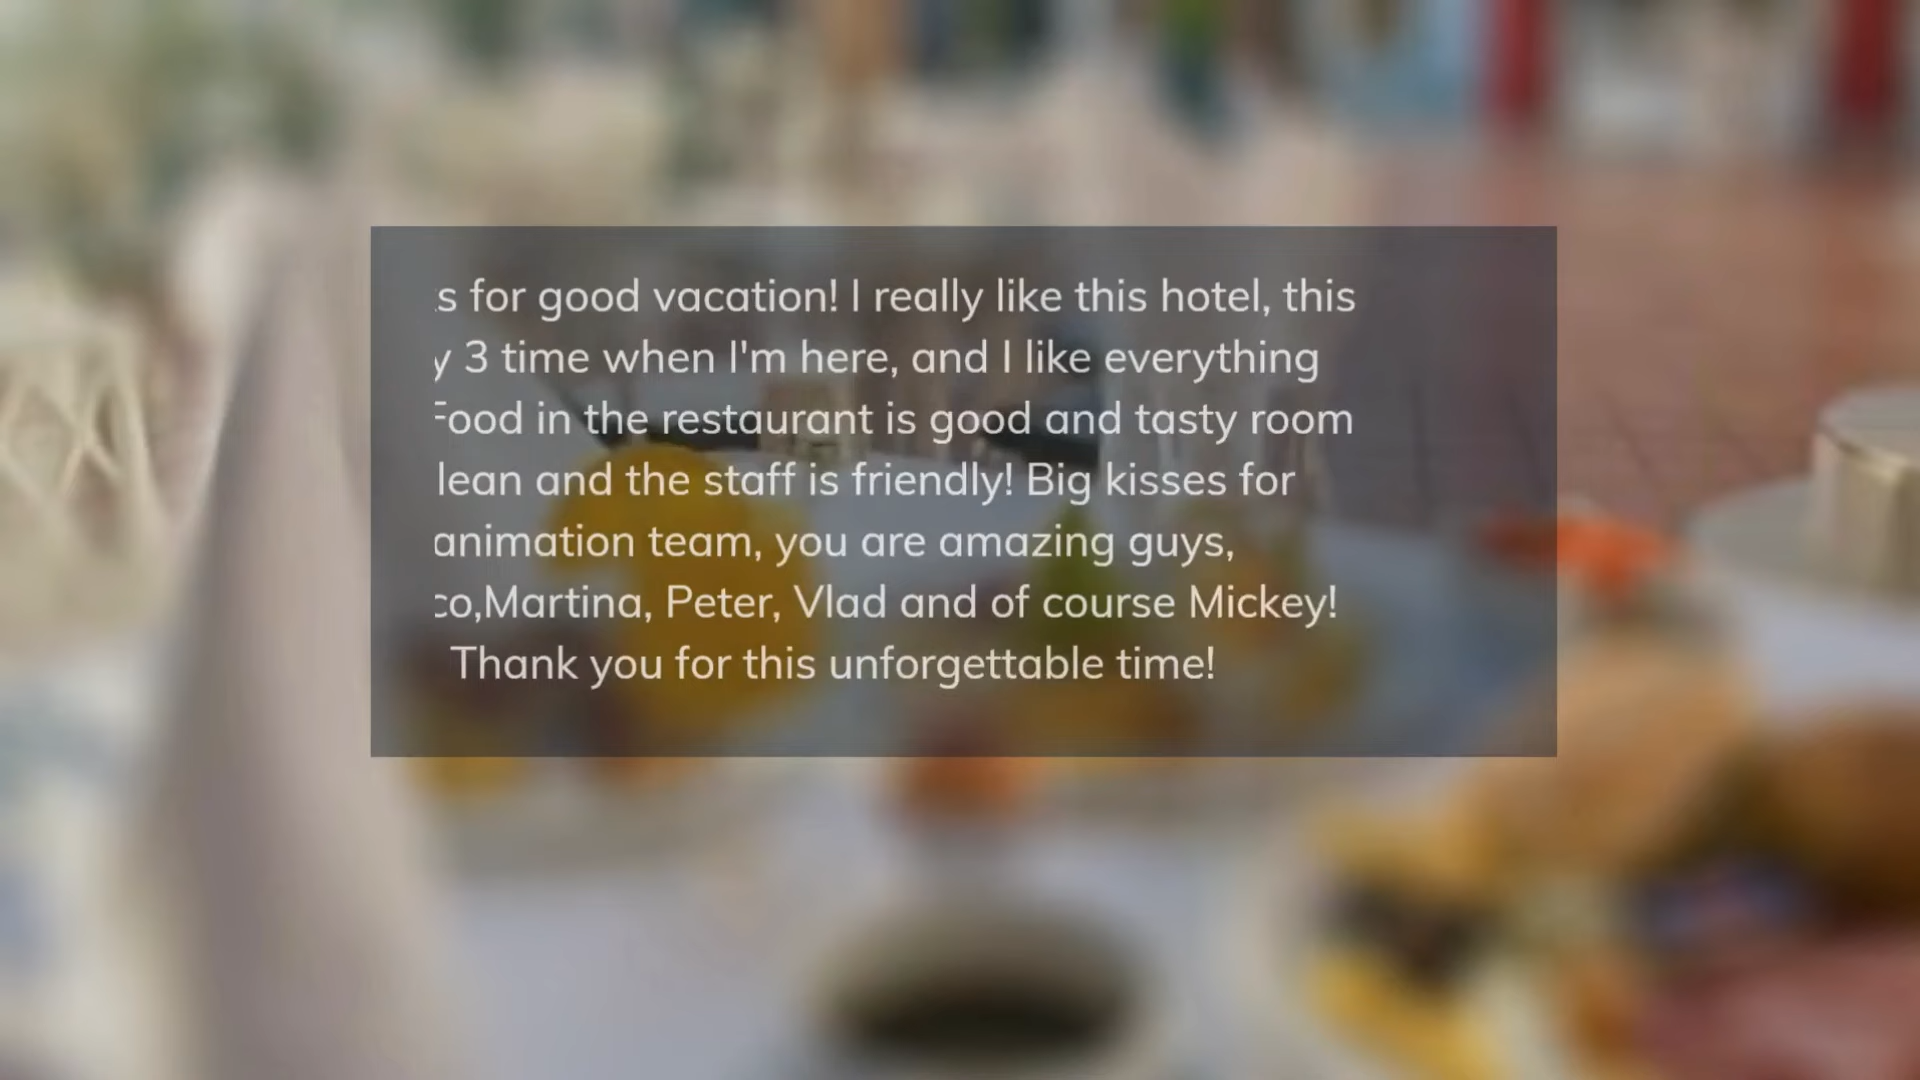 for good vacation! I really like this hotel, this
3 time when I'm here, and I like everything
Food in the restaurant is good and tasty room
and the staff is friendly! Big kisses for
animation team, you are amazing guys,
Martina, Peter, Vlad and of course Mickey!
Thank you for this unforgettable time!